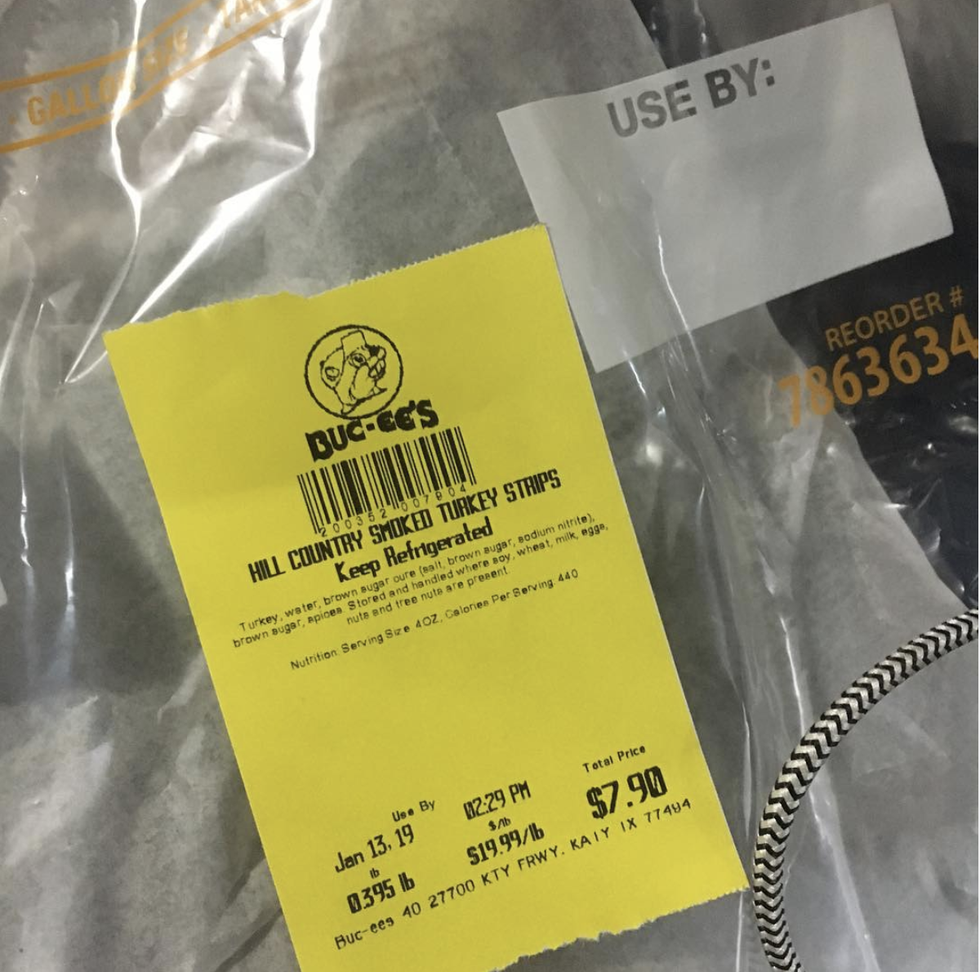 GALLON SIZE
USE BY:
REORDER #
7863634
BUC-EE'S
200352 007904
HILL COUNTRY SMOKED TURKEY STRIPS
Keep Refrigerated
Turkey, water, brown sugar cure (salt, brown sugar, sodium nitrite),
brown sugar, spices. Stored and handled where soy, wheat, milk, eggs,
nuts and tree nuts are present
Nutrition: Serving Size: 4OZ, Calories Per Serving: 440
Use By 02:29 PM Total Price
Jan 13, 19 $/lb $7.90
lb $19.99/lb
0.395 lb
Buc-ees 40 27700 KTY FRWY. KATY TX 77494